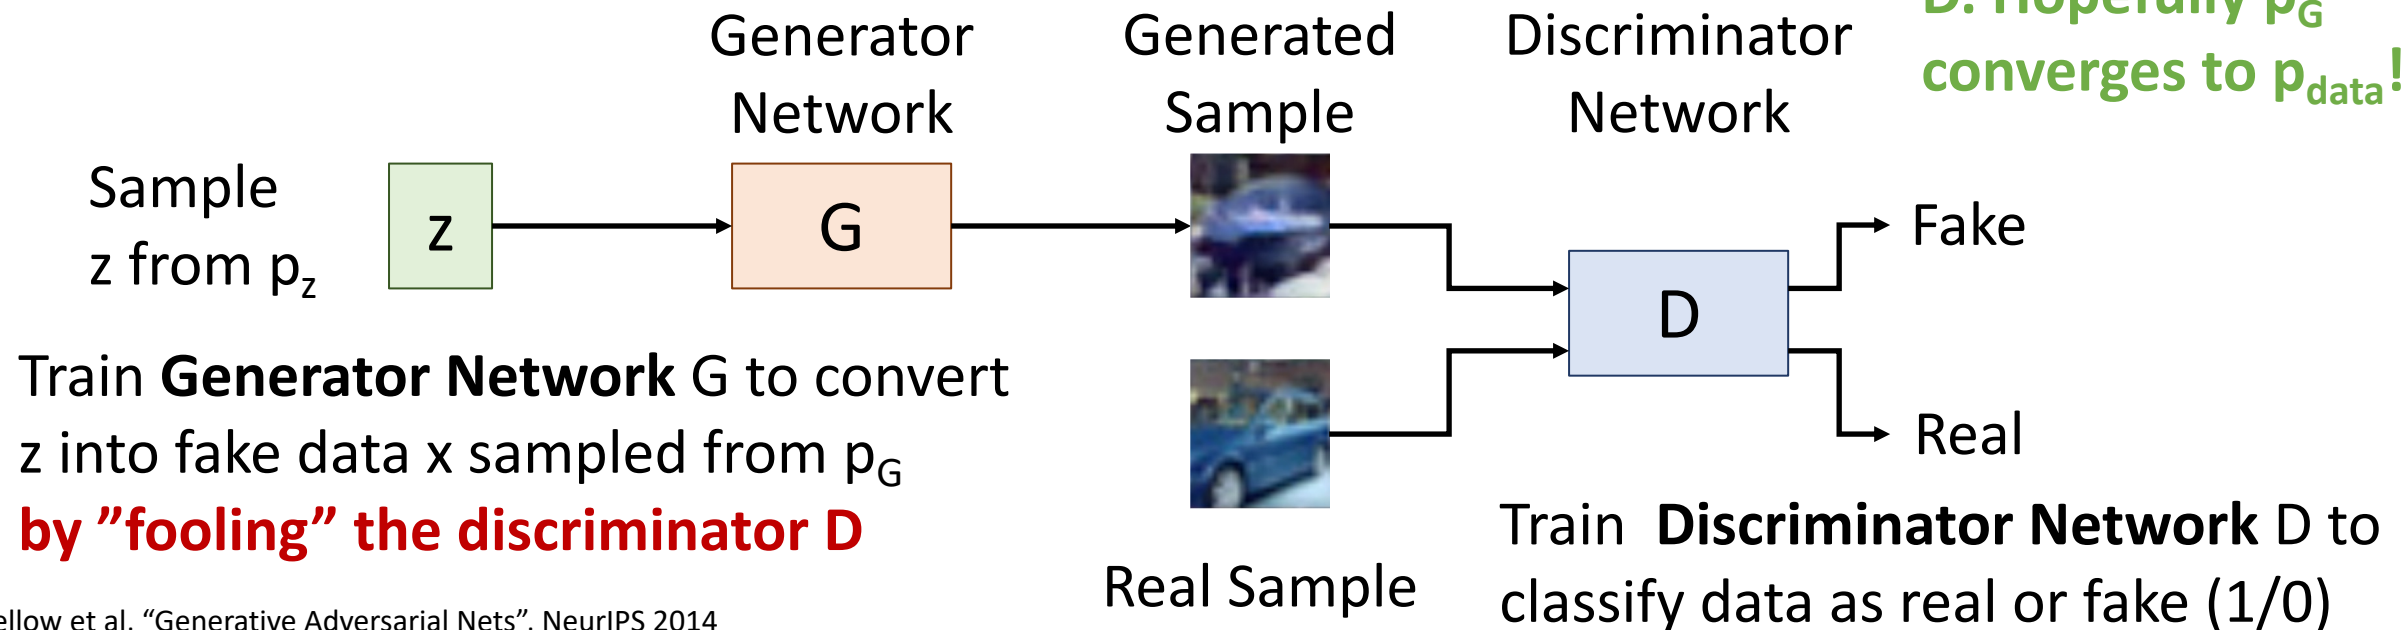 D. Hopefully pG
converges to pdata!
Generator
Network
Generated
Sample
Discriminator
Network
Sample
z from pz
z
G
D
Fake
Real
Train Generator Network G to convert
z into fake data x sampled from pG
by ”fooling” the discriminator D
Real Sample
Train Discriminator Network D to
classify data as real or fake (1/0)
et al. “Generative Adversarial Nets”, NeurIPS 2014